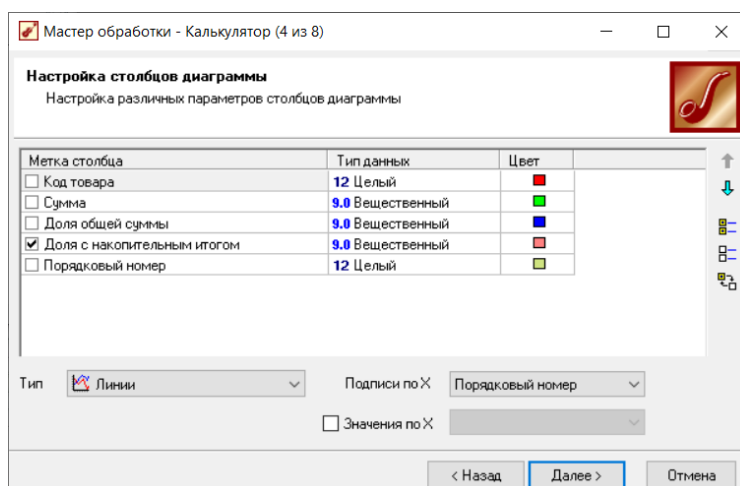 Мастер обработки - Калькулятор (4 из 8)
Настройка столбцов диаграммы
Настройка различных параметров столбцов диаграммы
Метка столбца Тип данных Цвет
Код товара 12 Целый
Сумма 9.0 Вещественный
Доля общей суммы 9.0 Вещественный
Доля с накопительным итогом 9.0 Вещественный
Порядковый номер 12 Целый
Тип Линии Подписи по X Порядковый номер
Значения по X
< Назад Далее > Отмена